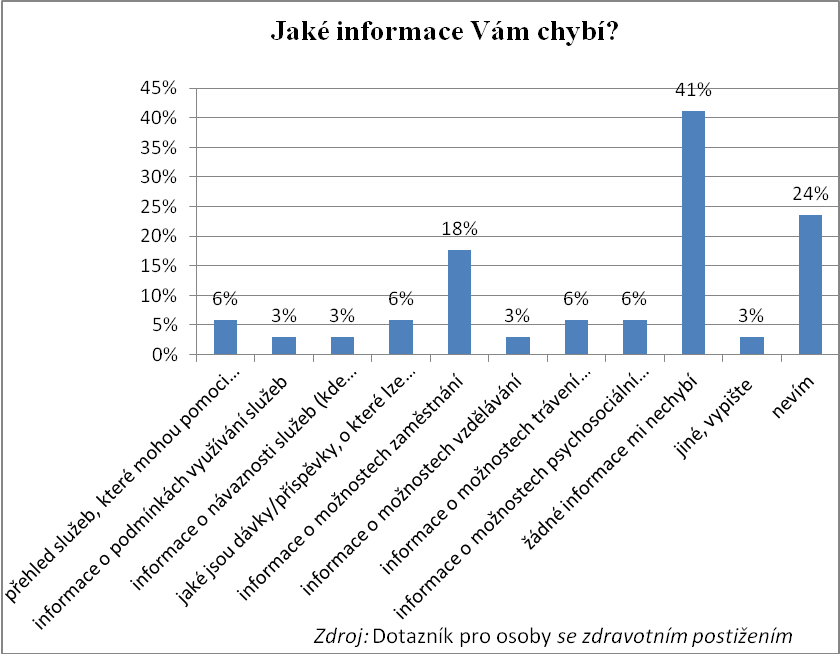 Jaké informace Vám chybí?
45%
40%
35%
30%
25%
20%
15%
10%
5%
0%
6%
3%
3%
6%
18%
3%
6%
6%
41%
3%
24%
přehled služeb, které mohou pomoci...
informace o podmínkách využívání služeb
informace o návaznosti služeb (kde...
jaké jsou dávky/příspěvky, o které lze...
informace o možnostech zaměstnání
informace o možnostech vzdělávání
informace o možnostech trávení...
informace o možnostech psychosociální...
žádné informace mi nechybí
jiné, vypište
nevím
Zdroj: Dotazník pro osoby se zdravotním postižením